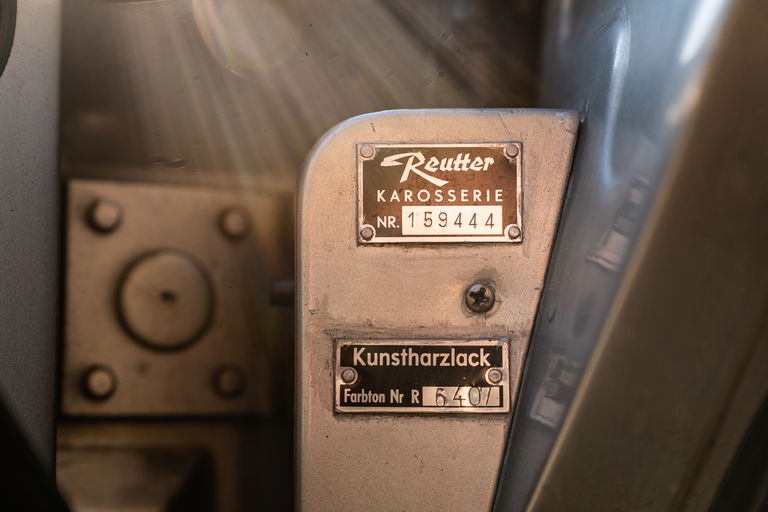 Reutter
KAROSSERIE
NR. 159444
Kunstharzlack
Farbton Nr R 6407